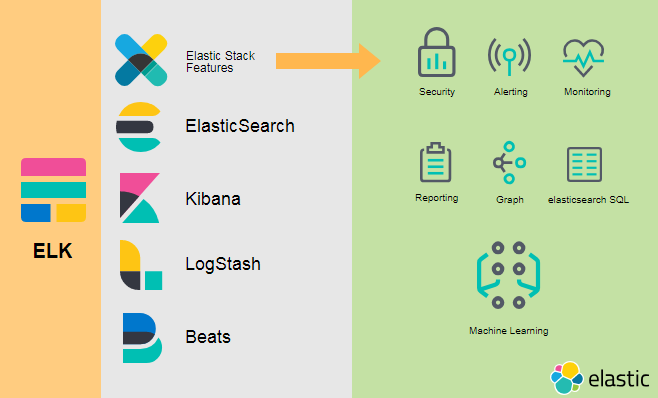 ELK
Elastic Stack
Features
ElasticSearch
Kibana
LogStash
Beats
Security
Alerting
Monitoring
Reporting
Graph
elasticsearch SQL
Machine Learning
elastic